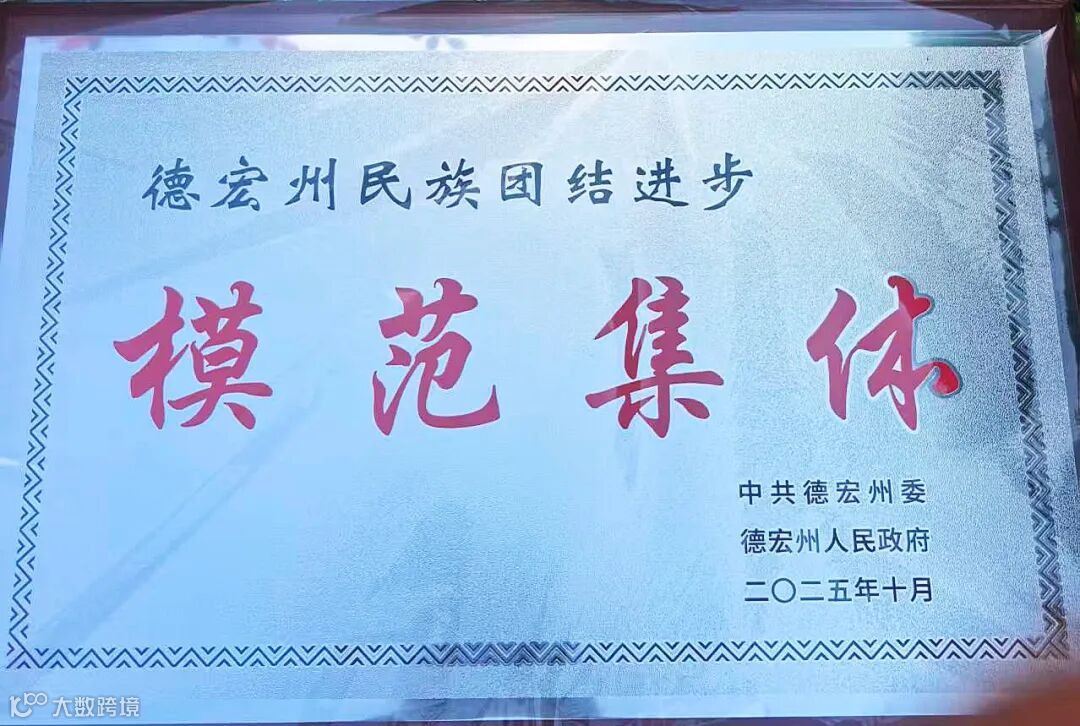 德宏州民族团结进步
模范集体
中共德宏州委
德宏州人民政府
二〇二五年十月
大数跨境